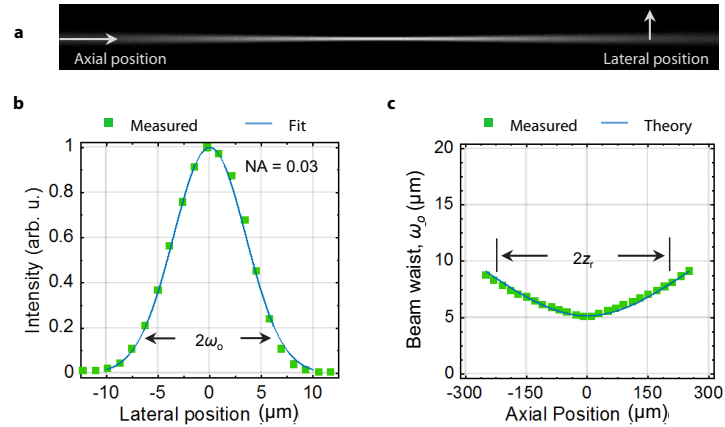 a
Axial position
Lateral position
b
Measured
Fit
NA = 0.03
1
0.8
0.6
0.4
0.2
0
2ωo
Intensity (arb. u.)
-10
-5
0
5
10
Lateral position (μm)
c
Measured
Theory
20
15
10
5
0
2zr
Beam waist, ω_o (μm)
-300
-150
0
150
300
Axial Position (μm)